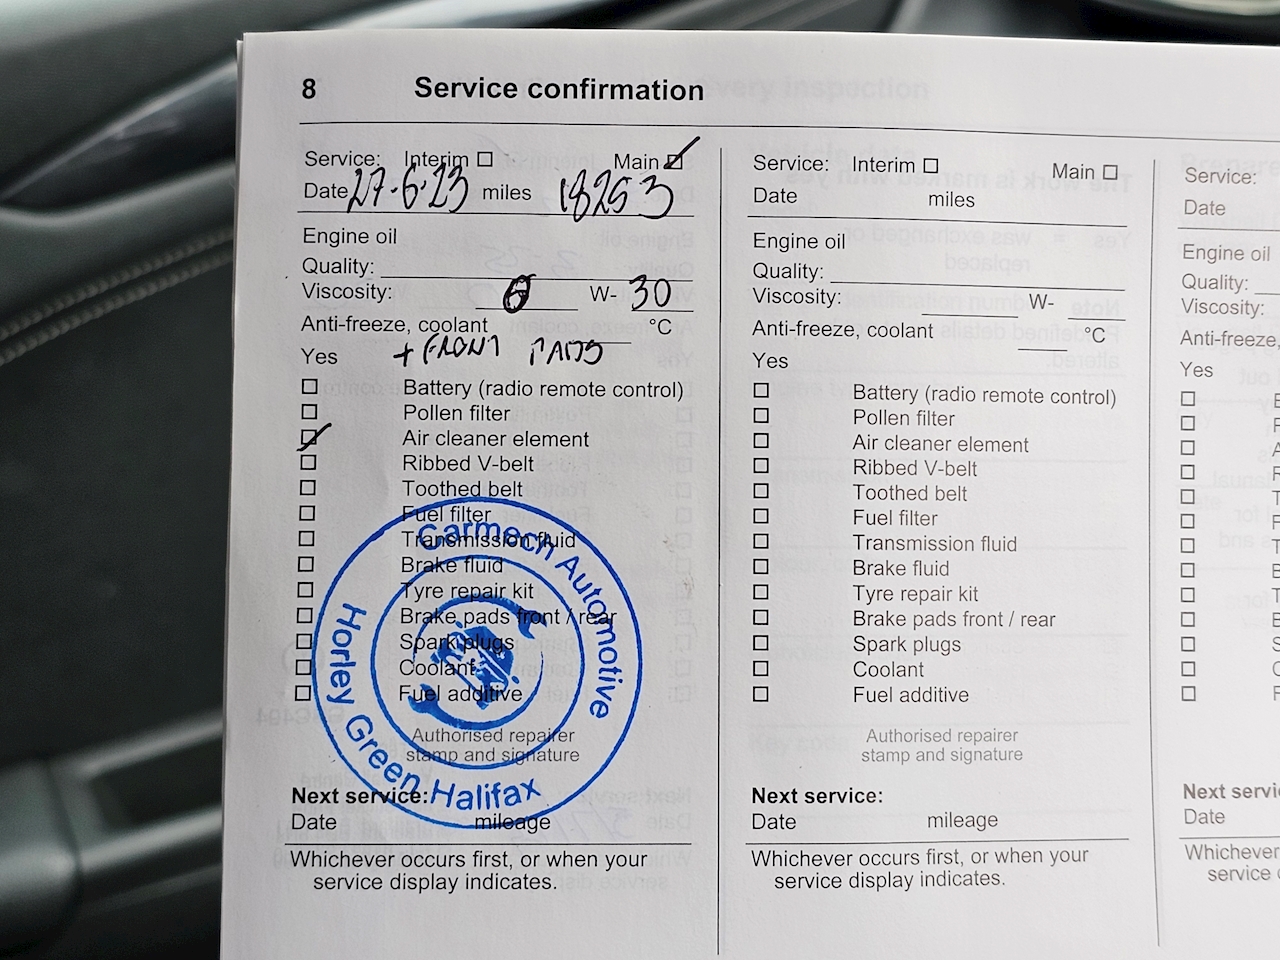 8 Service confirmation
Service: Interim Main
Date 27-6-23 miles 18253
Engine oil
Quality:
Viscosity: 0 W- 30
Anti-freeze, coolant °C
Yes + FRONT PADS
Battery (radio remote control)
Pollen filter
Air cleaner element
Ribbed V-belt
Toothed belt
Fuel filter
Transmission fluid
Brake fluid
Tyre repair kit
Brake pads front / rear
Spark plugs
Coolant
Fuel additive
Carmech Automotive
Horley Green Halifax
Authorised repairer
stamp and signature
Next service:
Date mileage
Whichever occurs first, or when your
service display indicates.
Service: Interim Main
Date miles
Engine oil
Quality:
Viscosity: W-
Anti-freeze, coolant °C
Yes
Battery (radio remote control)
Pollen filter
Air cleaner element
Ribbed V-belt
Toothed belt
Fuel filter
Transmission fluid
Brake fluid
Tyre repair kit
Brake pads front / rear
Spark plugs
Coolant
Fuel additive
Authorised repairer
stamp and signature
Next service:
Date mileage
Whichever occurs first, or when your
service display indicates.
Service:
Date
Engine oil
Quality:
Viscosity:
Anti-freeze,
Yes
Next servi
Date
Whichever
service